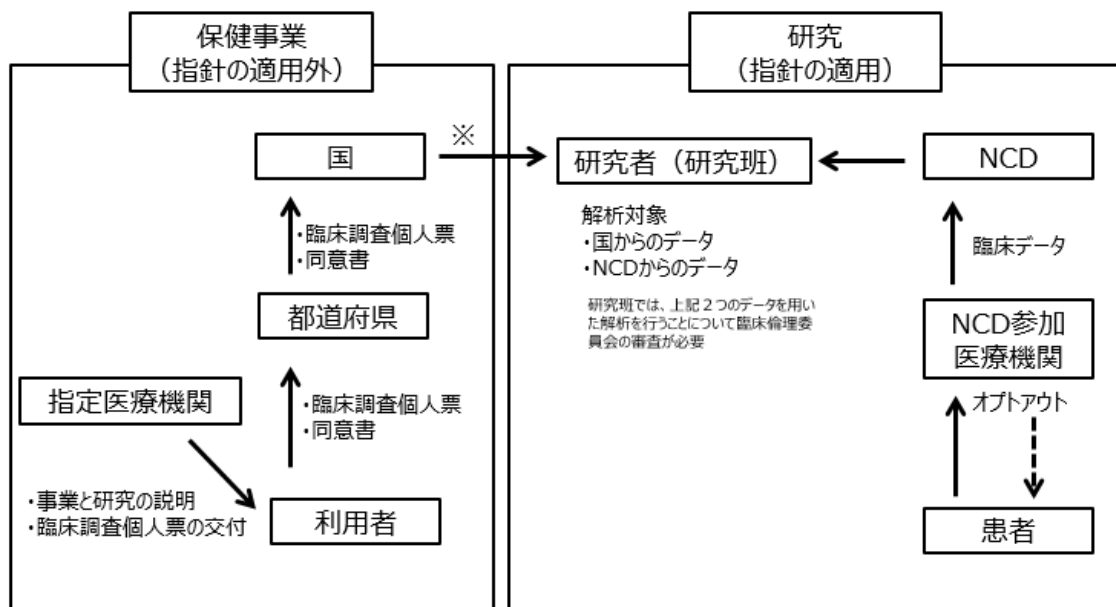 保健事業
（指針の適用外）
国
※
・臨床調査個人票
・同意書
都道府県
指定医療機関
・臨床調査個人票
・同意書
・事業と研究の説明
・臨床調査個人票の交付
利用者
研究
（指針の適用）
研究者（研究班）
NCD
解析対象
・国からのデータ
・NCDからのデータ
臨床データ
研究班では、上記２つのデータを用い
た解析を行うことについて臨床倫理委
員会の審査が必要
NCD参加
医療機関
オプトアウト
患者